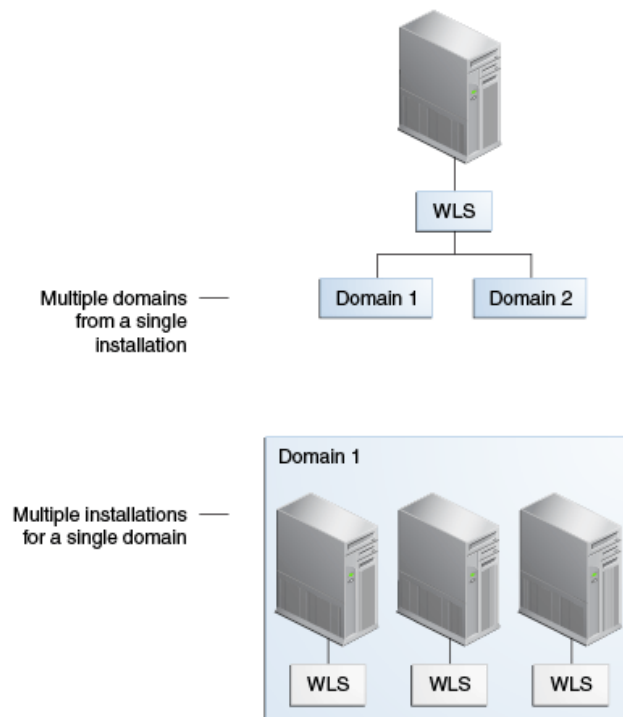 WLS
Domain 1
Domain 2
Multiple domains
from a single
installation
Domain 1
Multiple installations
for a single domain
WLS
WLS
WLS